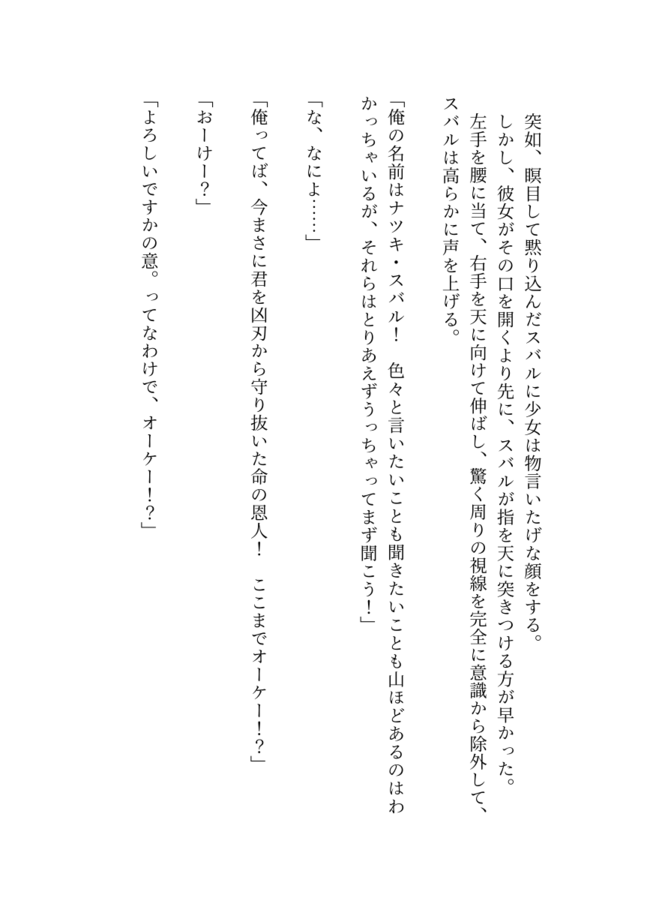 突如、瞑目して黙り込んだスバルに少女は物言いたげな顔をする。
しかし、彼女がその口を開くより先に、スバルが指を天に突きつける方が早かった。
左手を腰に当て、右手を天に向けて伸ばし、驚く周りの視線を完全に意識から除外して、
スバルは高らかに声を上げる。
「俺の名前はナツキ・スバル！　色々と言いたいことも聞きたいことも山ほどあるのはわ
かっちゃいるが、それらはとりあえずうっちゃってまず聞こう！」
「な、なによ……」
「俺ってば、今まさに君を凶刃から守り抜いた命の恩人！　ここまでオーケー！？」
「おーけー？」
「よろしいですかの意。ってなわけで、オーケー！？」